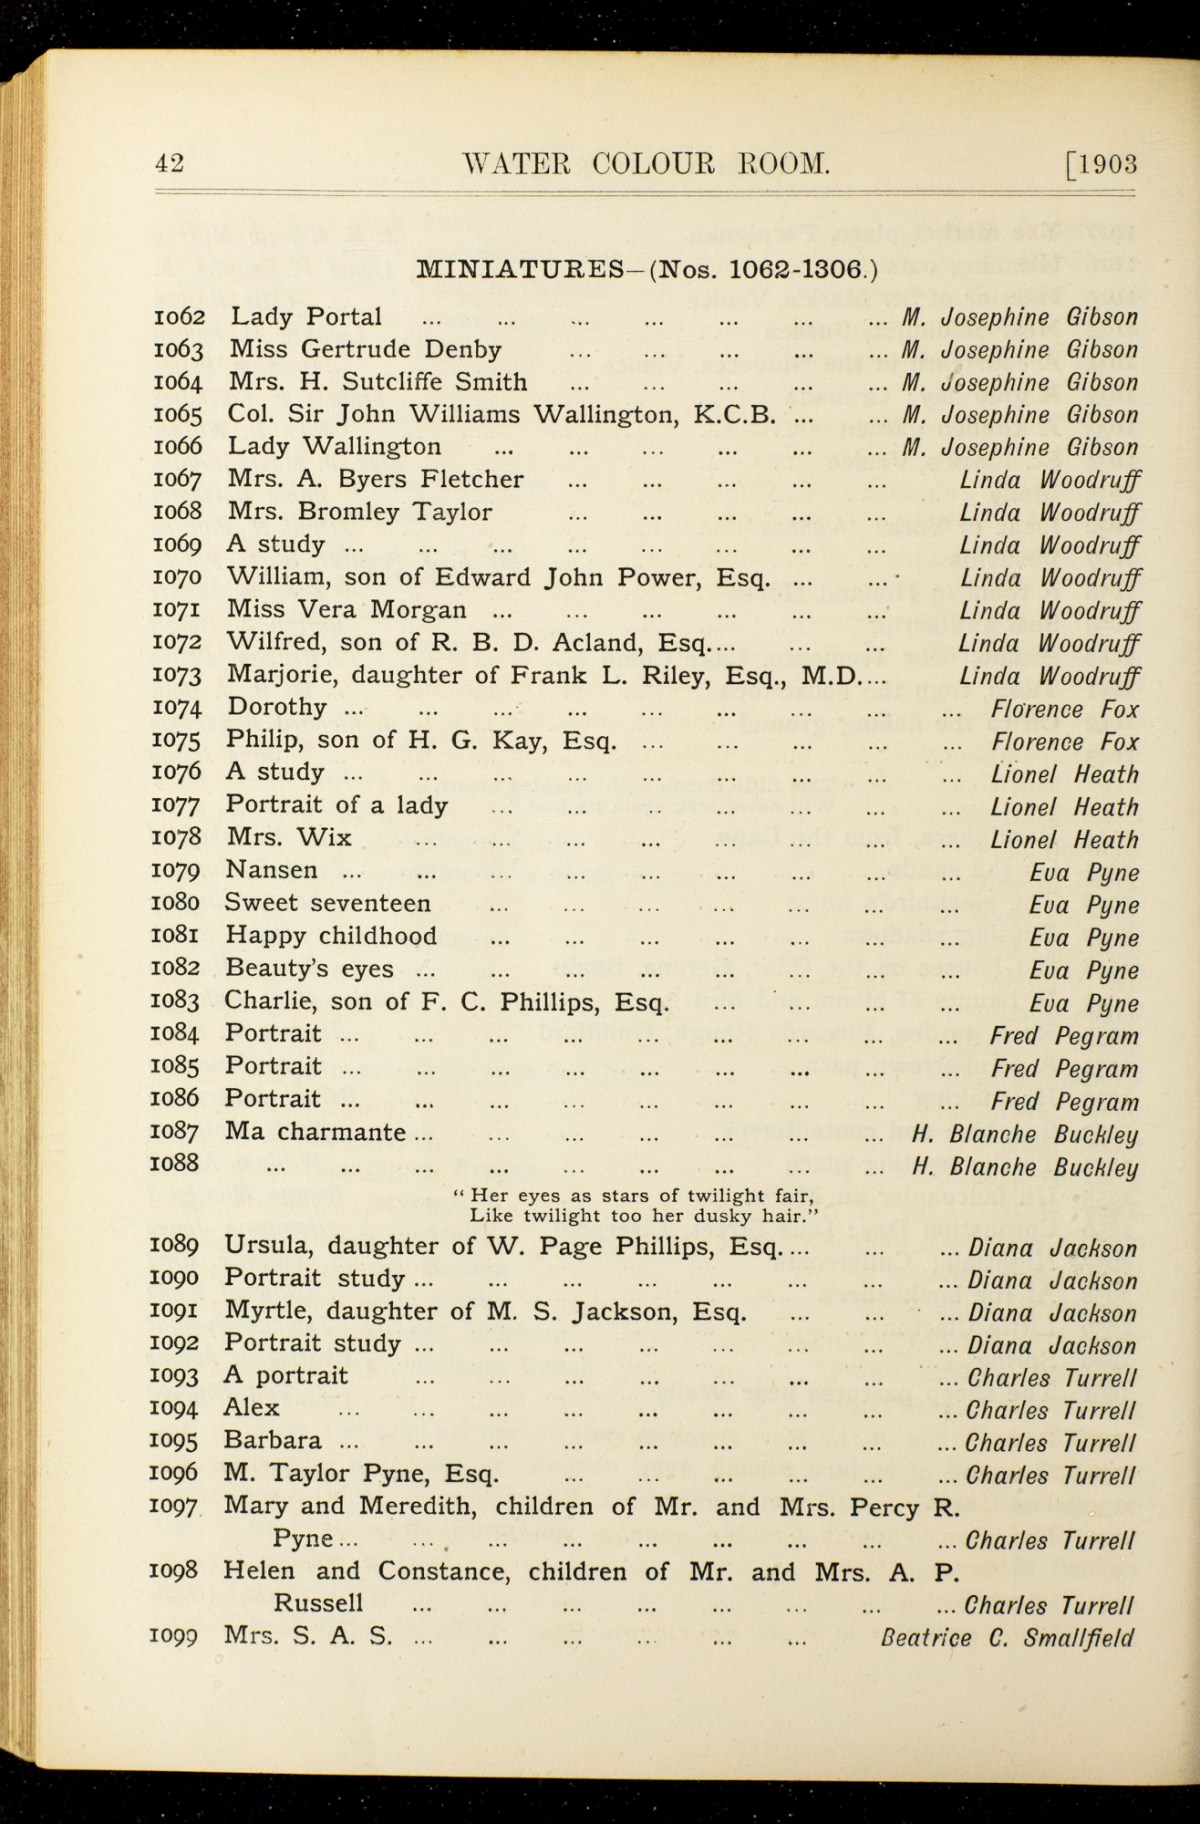 42 WATER COLOUR ROOM. [1903
MINIATURES—(Nos. 1062-1306.)
1062 Lady Portal ... ... ... ... ... ... ... M. Josephine Gibson
1063 Miss Gertrude Denby ... ... ... ... ... M. Josephine Gibson
1064 Mrs. H. Sutcliffe Smith ... ... ... ... ... M. Josephine Gibson
1065 Col. Sir John Williams Wallington, K.C.B. ... ... M. Josephine Gibson
1066 Lady Wallington ... ... ... ... ... ... M. Josephine Gibson
1067 Mrs. A. Byers Fletcher ... ... ... ... ... Linda Woodruff
1068 Mrs. Bromley Taylor ... ... ... ... ... Linda Woodruff
1069 A study ... ... ... ... ... ... ... ... Linda Woodruff
1070 William, son of Edward John Power, Esq. ... ... Linda Woodruff
1071 Miss Vera Morgan ... ... ... ... ... ... Linda Woodruff
1072 Wilfred, son of R. B. D. Acland, Esq.... ... ... Linda Woodruff
1073 Marjorie, daughter of Frank L. Riley, Esq., M.D.... Linda Woodruff
1074 Dorothy ... ... ... ... ... ... ... ... ... Florence Fox
1075 Philip, son of H. G. Kay, Esq. ... ... ... ... ... Florence Fox
1076 A study ... ... ... ... ... ... ... ... ... Lionel Heath
1077 Portrait of a lady ... ... ... ... ... ... ... Lionel Heath
1078 Mrs. Wix ... ... ... ... ... ... ... ... Lionel Heath
1079 Nansen ... ... ... ... ... ... ... ... ... Eva Pyne
1080 Sweet seventeen ... ... ... ... ... ... ... Eva Pyne
1081 Happy childhood ... ... ... ... ... ... ... Eva Pyne
1082 Beauty's eyes ... ... ... ... ... ... ... ... Eva Pyne
1083 Charlie, son of F. C. Phillips, Esq. ... ... ... ... Eva Pyne
1084 Portrait ... ... ... ... ... ... ... ... ... Fred Pegram
1085 Portrait ... ... ... ... ... ... ... ... ... Fred Pegram
1086 Portrait ... ... ... ... ... ... ... ... ... Fred Pegram
1087 Ma charmante ... ... ... ... ... ... ... H. Blanche Buckley
1088 ... ... ... ... ... ... ... ... ... H. Blanche Buckley
" Her eyes as stars of twilight fair,
Like twilight too her dusky hair."
1089 Ursula, daughter of W. Page Phillips, Esq.... ... ... Diana Jackson
1090 Portrait study ... ... ... ... ... ... ... ... Diana Jackson
1091 Myrtle, daughter of M. S. Jackson, Esq. ... ... ... Diana Jackson
1092 Portrait study ... ... ... ... ... ... ... ... Diana Jackson
1093 A portrait ... ... ... ... ... ... ... ... Charles Turrell
1094 Alex ... ... ... ... ... ... ... ... ... Charles Turrell
1095 Barbara ... ... ... ... ... ... ... ... ... Charles Turrell
1096 M. Taylor Pyne, Esq. ... ... ... ... ... ... Charles Turrell
1097 Mary and Meredith, children of Mr. and Mrs. Percy R.
Pyne ... ... ... ... ... ... ... ... ... Charles Turrell
1098 Helen and Constance, children of Mr. and Mrs. A. P.
Russell ... ... ... ... ... ... ... ... Charles Turrell
1099 Mrs. S. A. S. ... ... ... ... ... ... Beatrice C. Smallfield